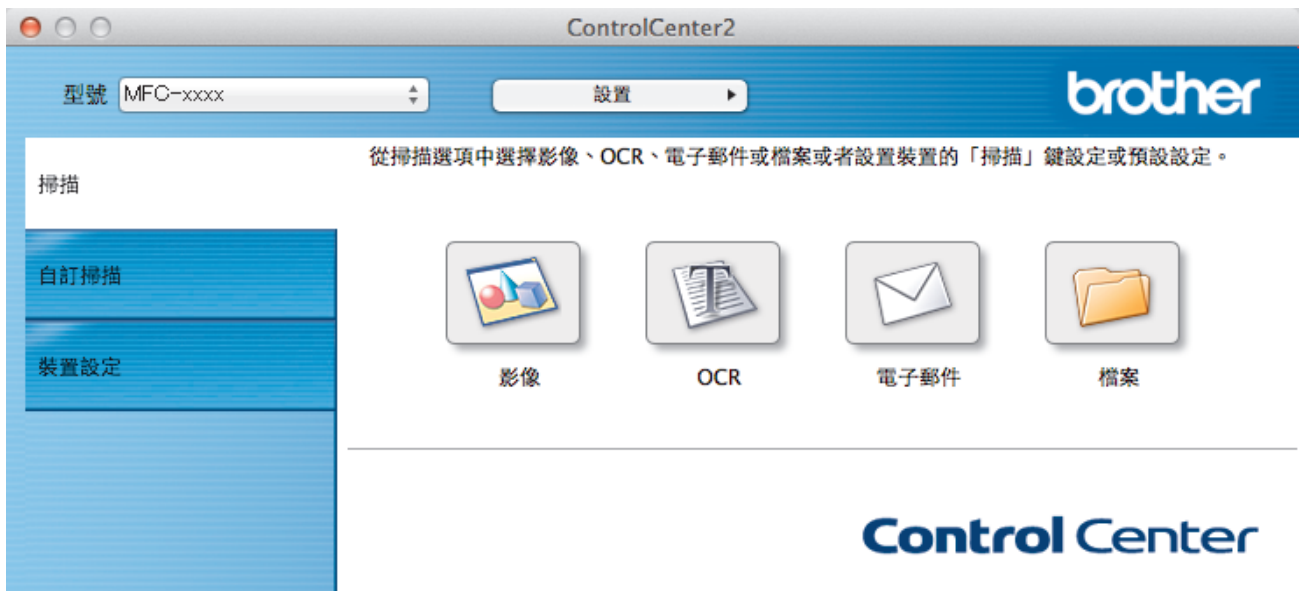 ControlCenter2
型號 MFC-xxxx 設置
brother
從掃描選項中選擇影像、OCR、電子郵件或檔案或者設置裝置的「掃描」鍵設定或預設設定。
掃描
自訂掃描
裝置設定
影像 OCR 電子郵件 檔案
Control Center